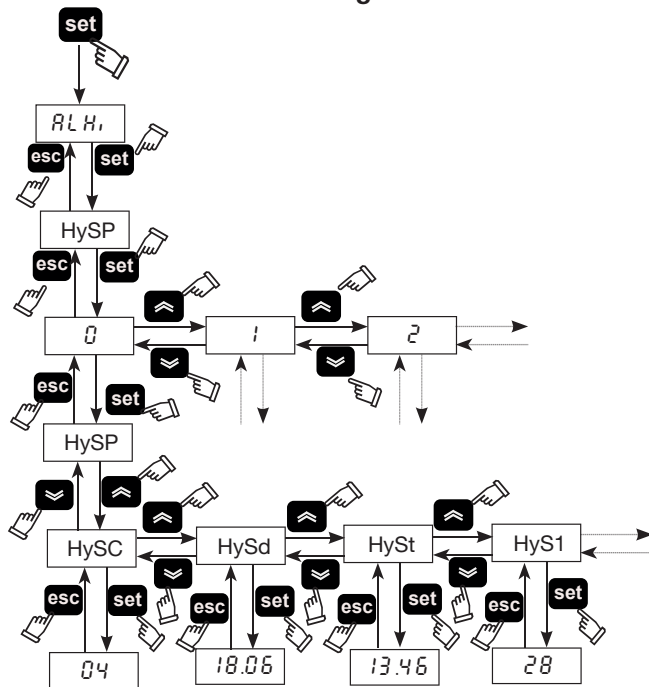 set
ALHı
esc set
HySP
esc set
0 1 2
esc set
HySP
HySC HySd HySt HyS1
esc set esc set esc set esc set
04 18.06 13.46 28